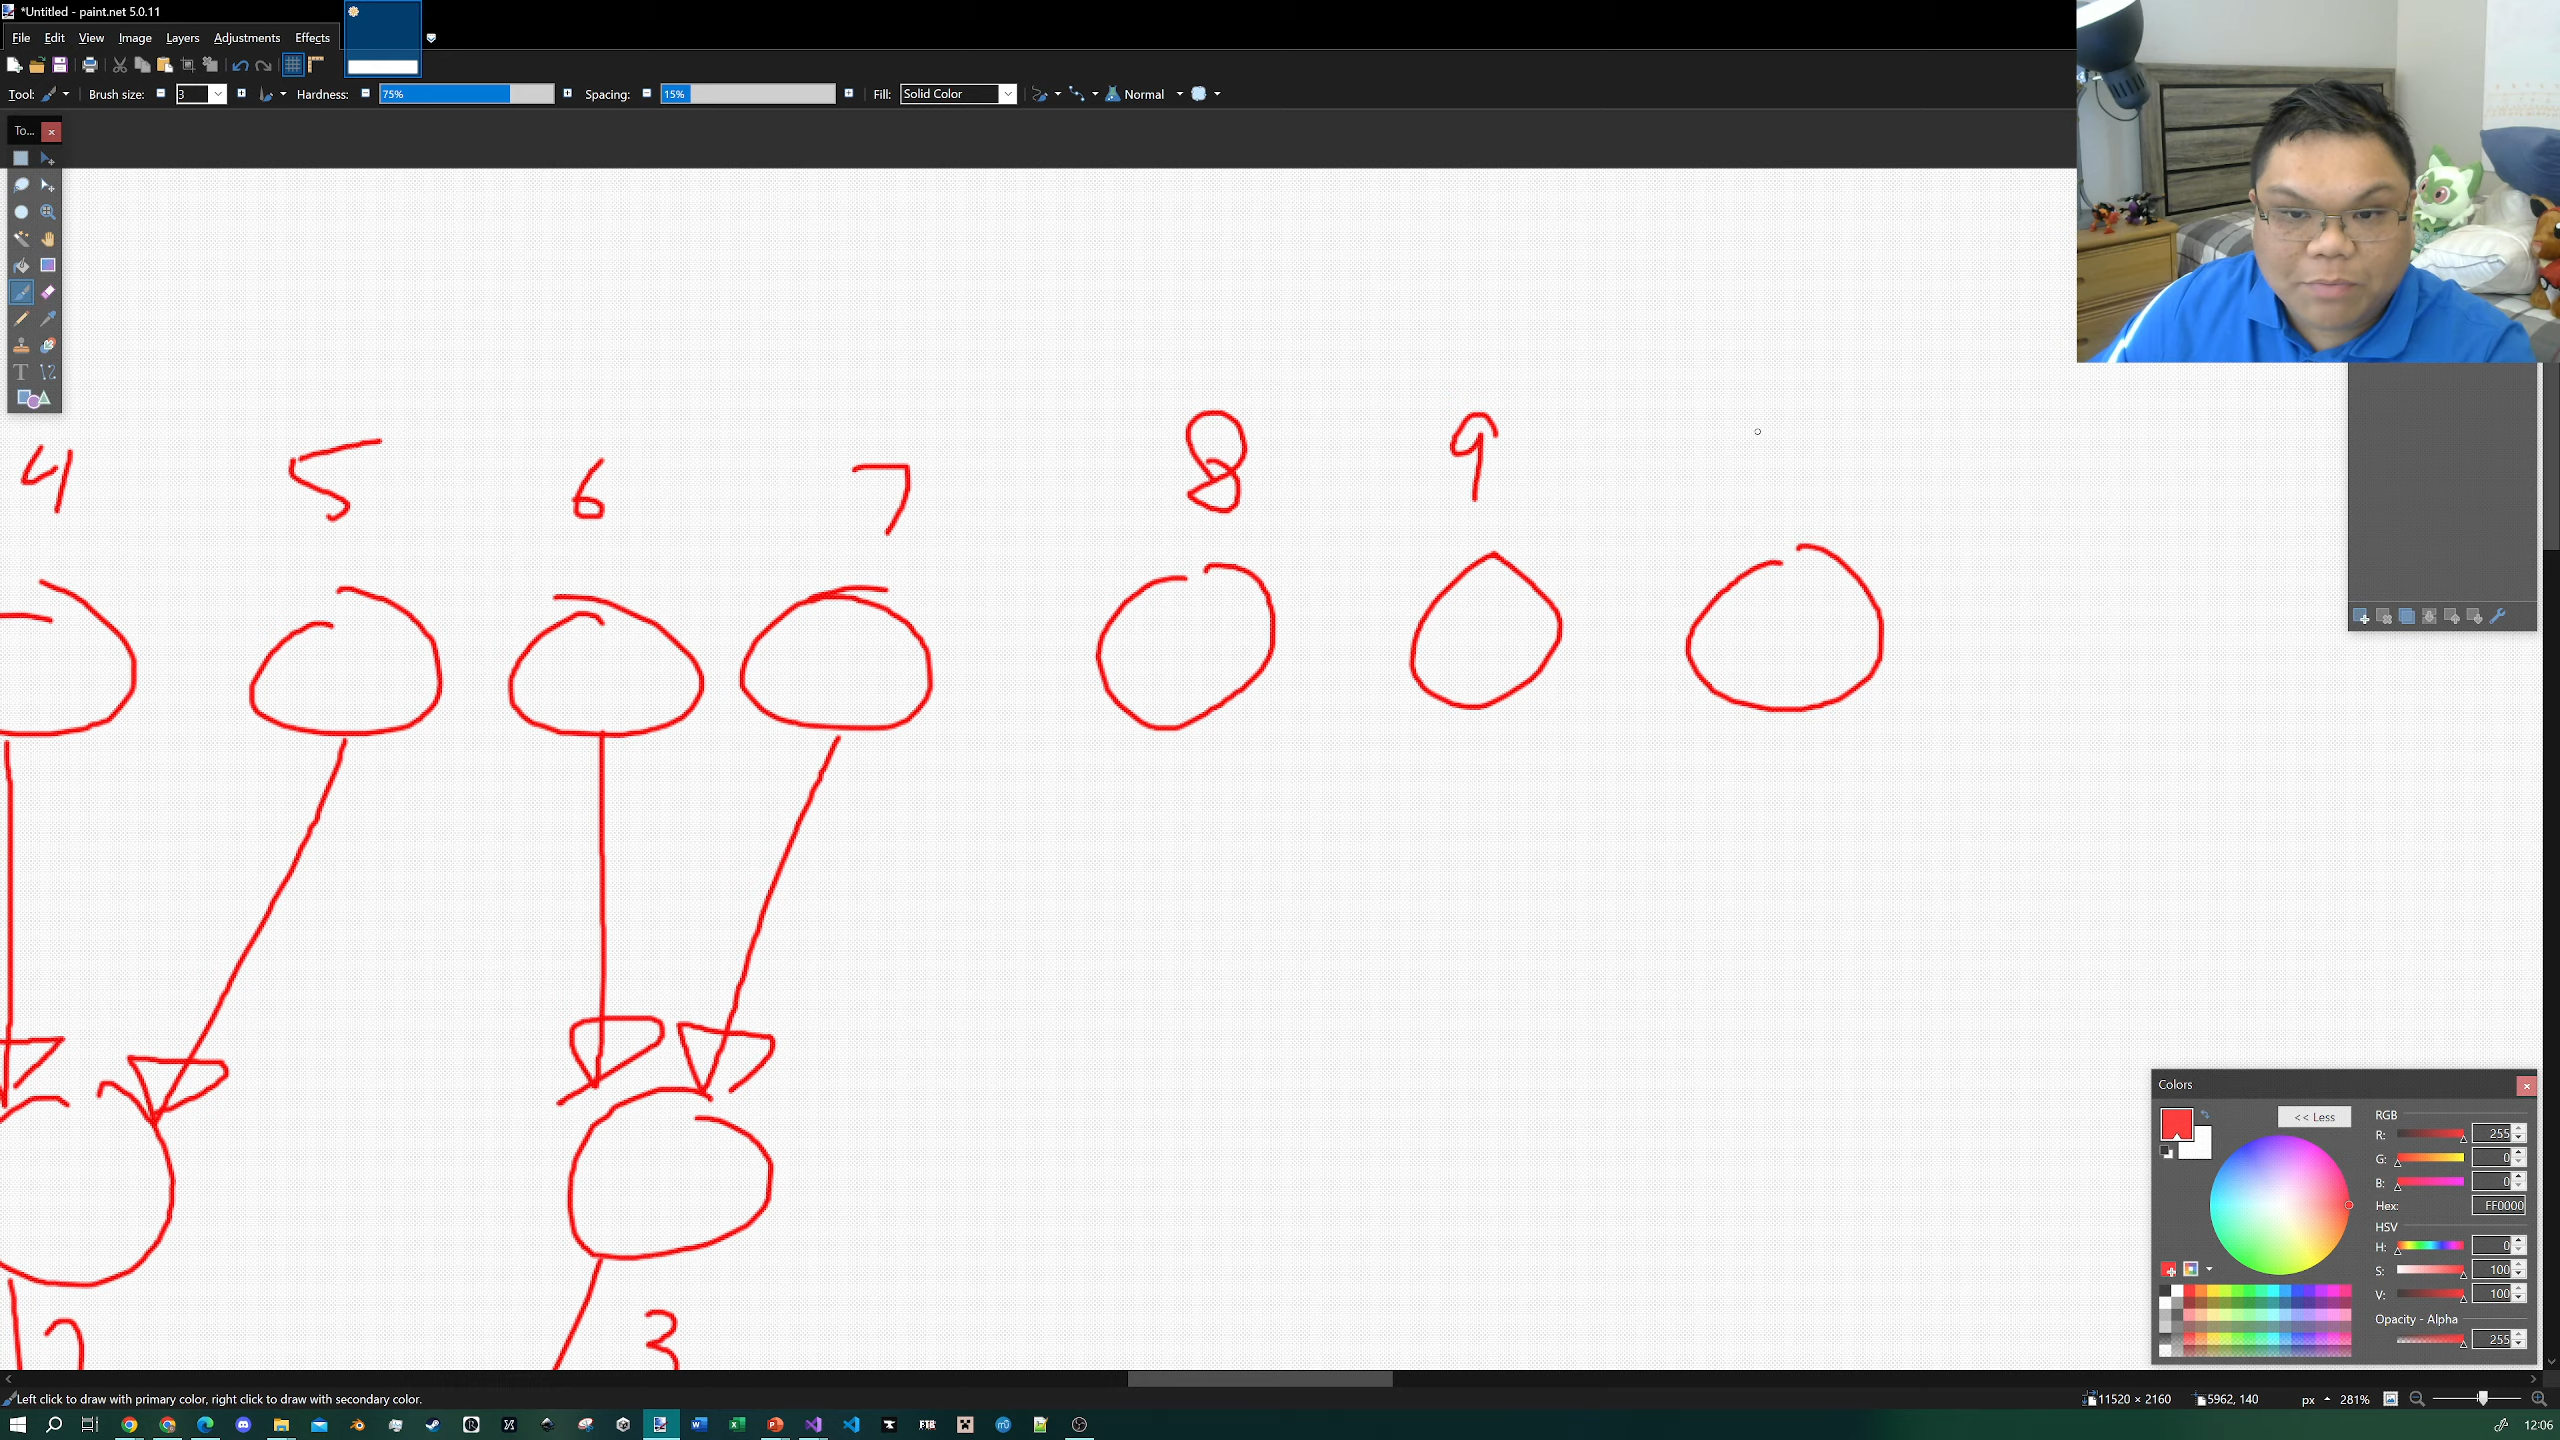 *Untitled - paint.net 5.0.11
File Edit View Image Layers Adjustments Effects
Tool: Brush size: 3 Hardness: 75% Spacing: 15% Fill: Solid Color Normal
To...
4 5 6 7 8 9
2 3
Colors
<< Less
RGB
R: 255
G: 0
B: 0
Hex: FF0000
HSV
H: 0
S: 100
V: 100
Opacity - Alpha
255
Left click to draw with primary color, right click to draw with secondary color.
11520 × 2160 5962, 140 px 281%
FTB
12:06